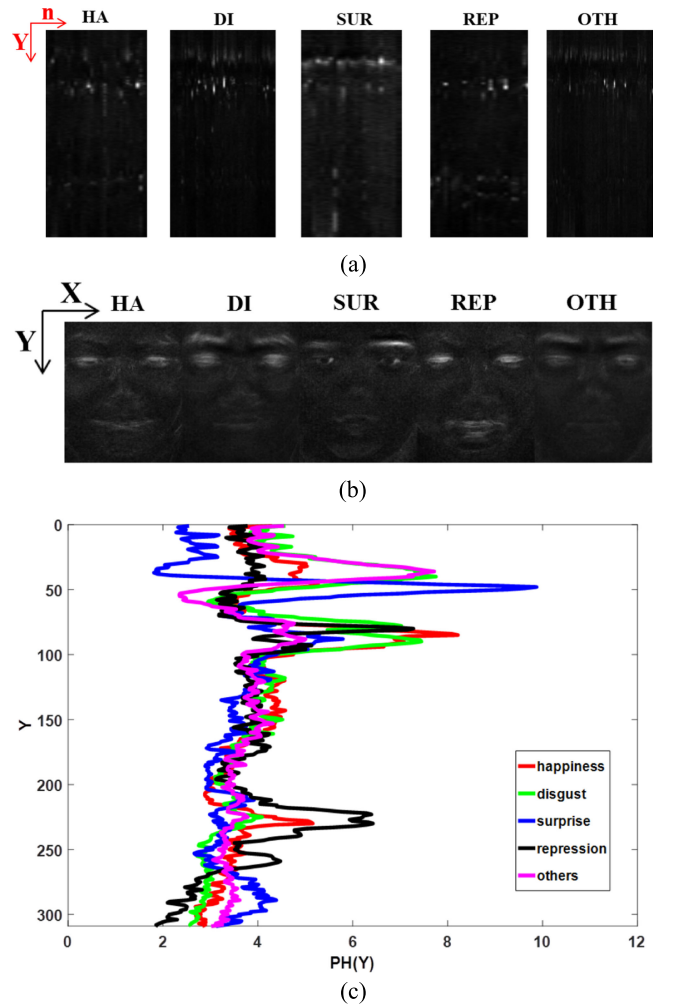 n HA DI SUR REP OTH
Y
(a)
X HA DI SUR REP OTH
Y
(b)
0
50
100
150
200
250
300
Y
happiness
disgust
surprise
repression
others
0 2 4 6 8 10 12
PH(Y)
(c)